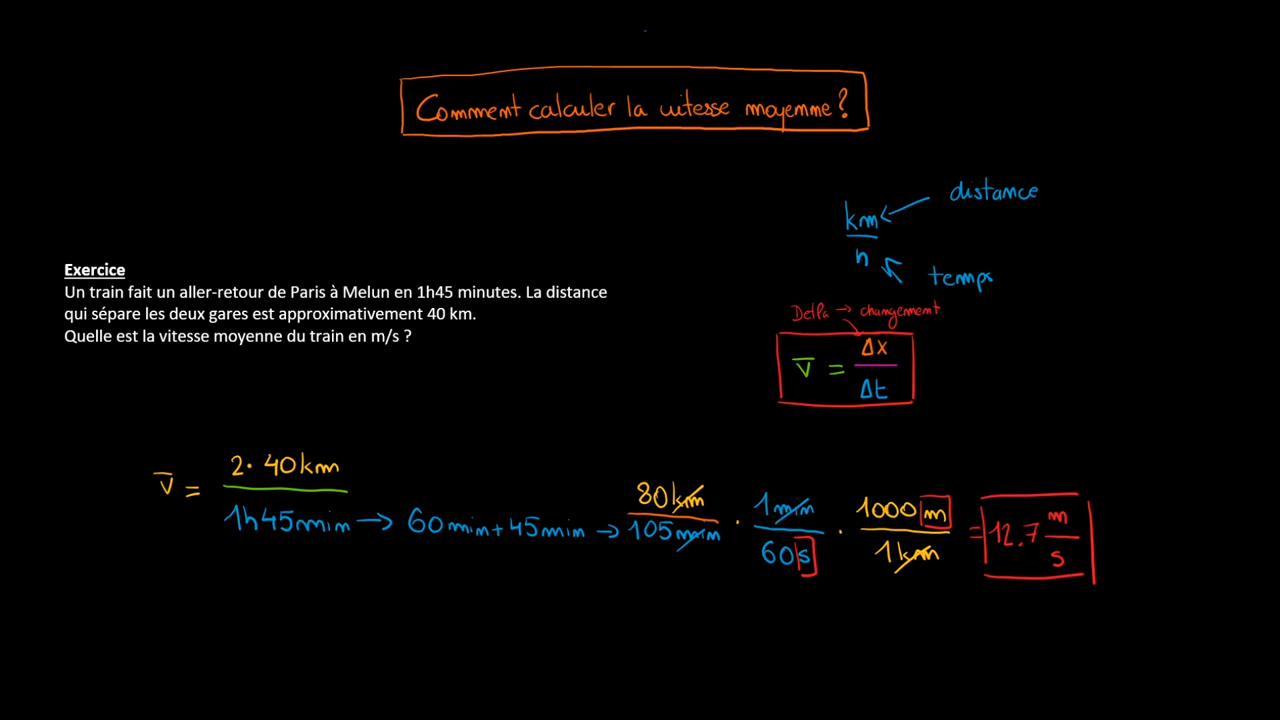 Comment calculer la vitesse moyenne?
distance
km
h
temps
Exercice
Un train fait un aller-retour de Paris à Melun en 1h45 minutes. La distance
qui sépare les deux gares est approximativement 40 km.
Quelle est la vitesse moyenne du train en m/s ?
Delta → changement
v̅ = Δx
Δt
v̅ = 2 · 40km
1h45min → 60min+45min → 80km / 105min · 1min / 60s · 1000m / 1km = 12.7 m/s